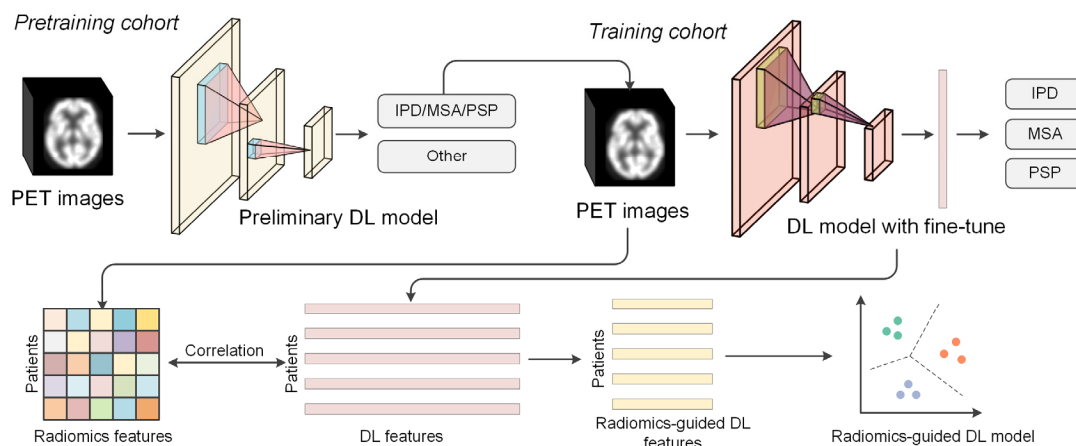 Pretraining cohort
Training cohort
IPD/MSA/PSP
Other
IPD
MSA
PSP
PET images
Preliminary DL model
PET images
DL model with fine-tune
Patients
Correlation
Patients
Patients
Radiomics features
DL features
Radiomics-guided DL
features
Radiomics-guided DL model